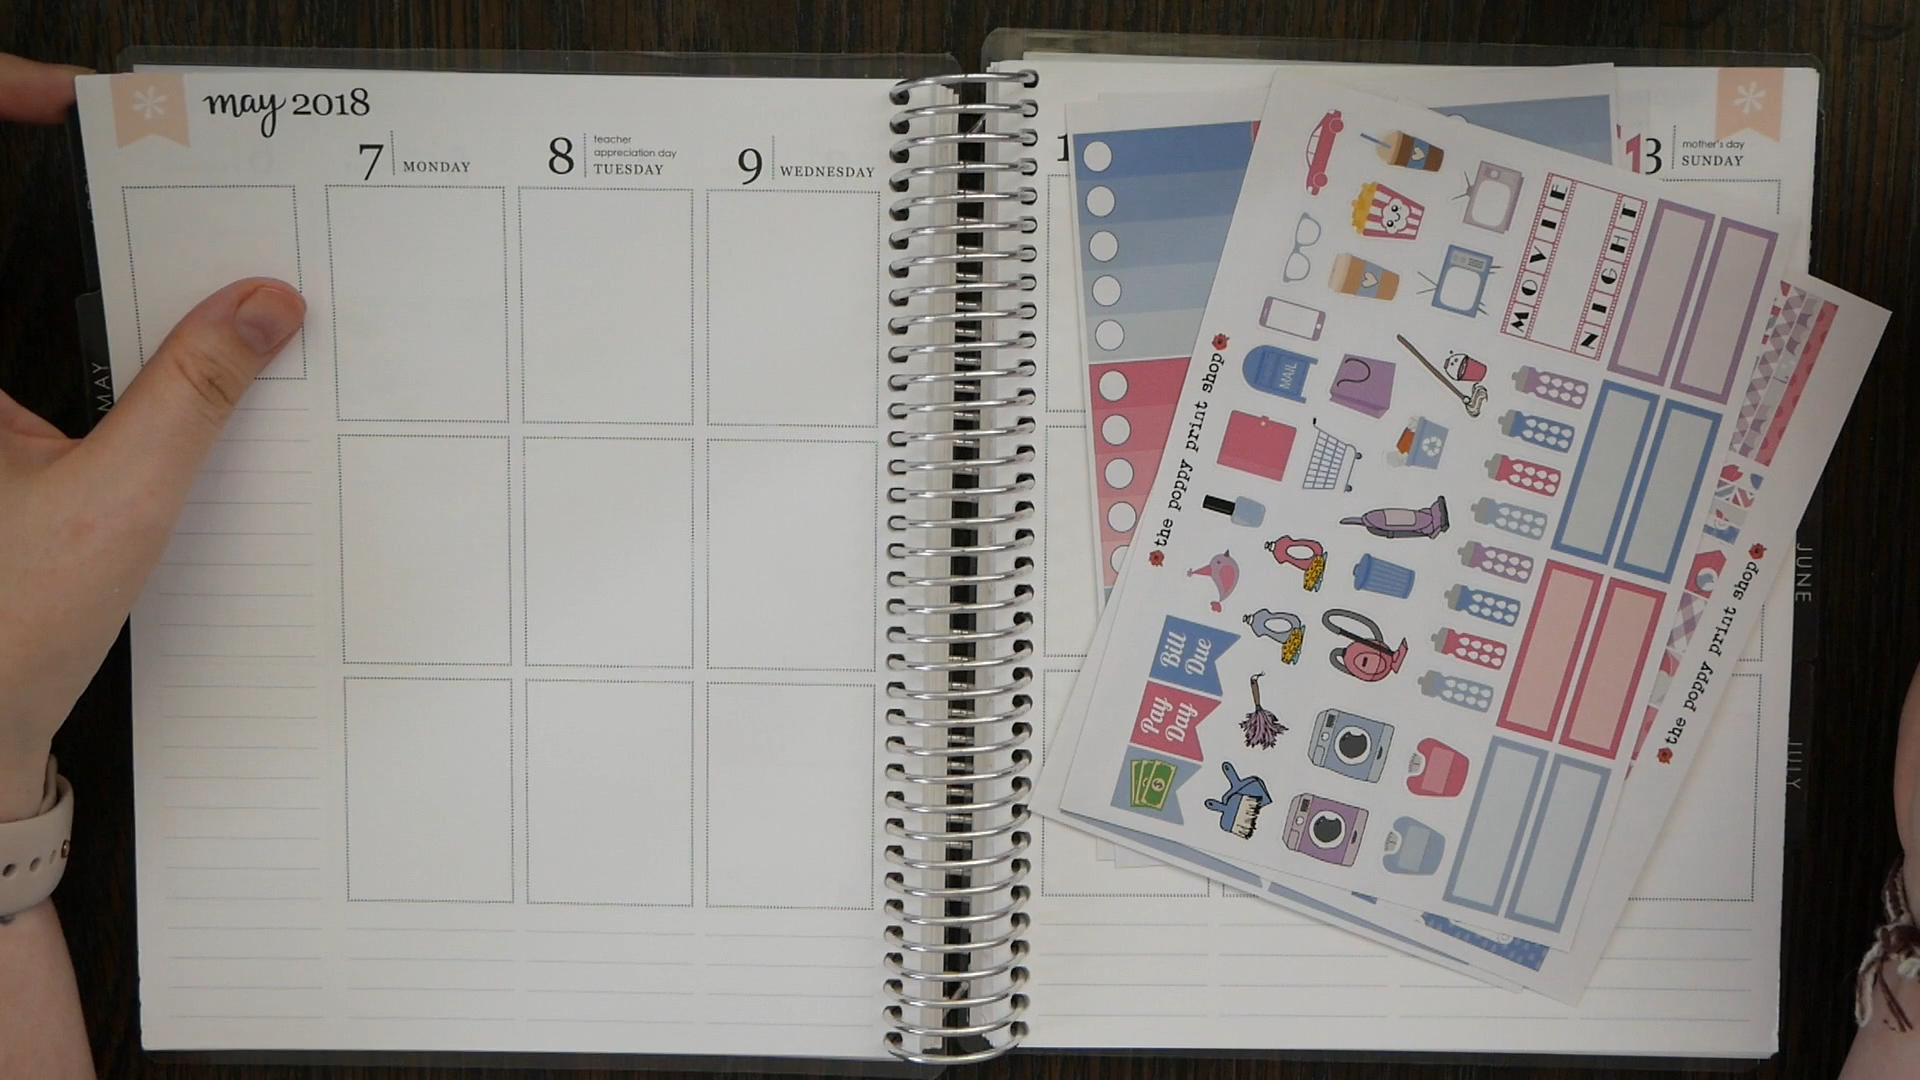 may 2018
7 MONDAY
8 teacher
appreciation day
TUESDAY
9 WEDNESDAY
13 mother's day
SUNDAY
MAY
MOVIE
NIGHT
MAIL
the poppy print shop
Bill
Due
Pay
Day
the poppy print shop
JUNE
JULY